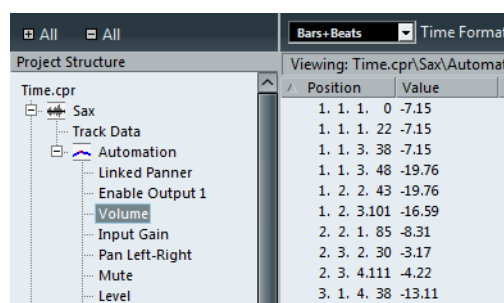 + All - All
Bars+Beats Time Format
Project Structure
Viewing: Time.cpr\Sax\Automat
Time.cpr
Sax
Track Data
Automation
Linked Panner
Enable Output 1
Volume
Input Gain
Pan Left-Right
Mute
Level
Position Value
1. 1. 1. 0 -7.15
1. 1. 1. 22 -7.15
1. 1. 3. 38 -7.15
1. 1. 3. 48 -19.76
1. 2. 2. 43 -19.76
1. 2. 3.101 -16.59
2. 2. 1. 85 -8.31
2. 3. 2. 30 -3.17
2. 3. 4.111 -4.22
3. 1. 4. 38 -13.11